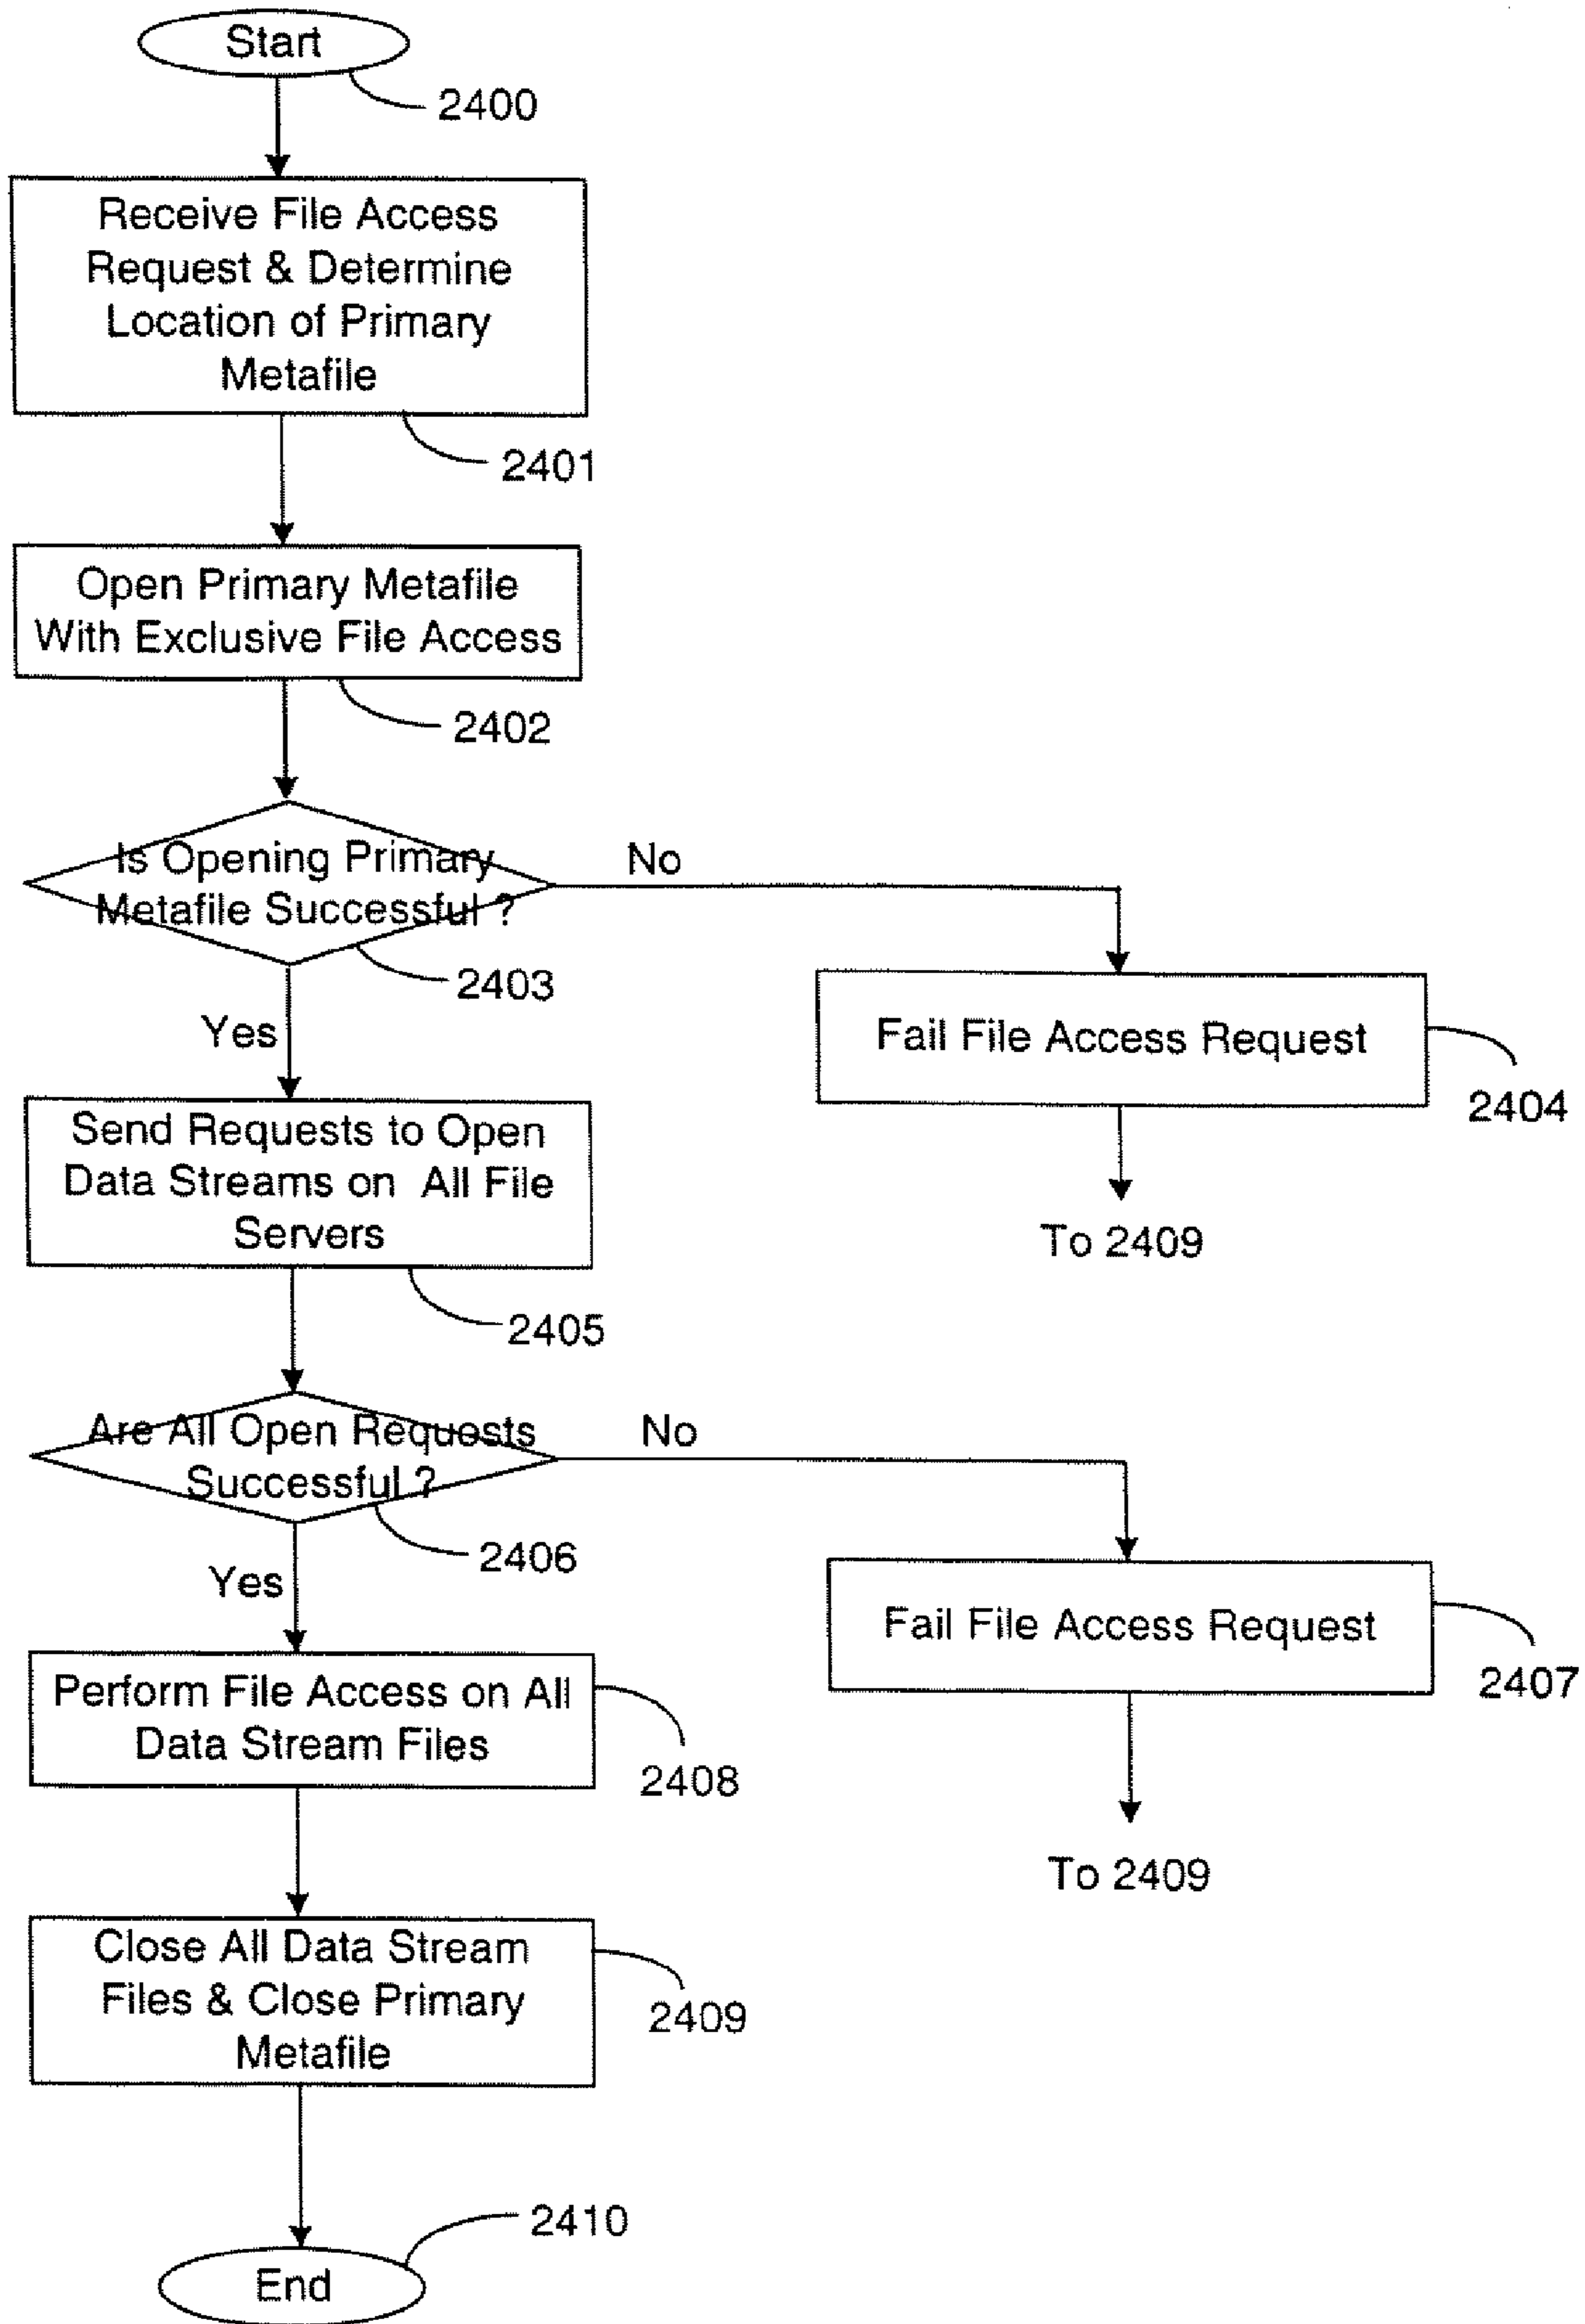 Start
2400
Receive File Access
Request & Determine
Location of Primary
Metafile
2401
Open Primary Metafile
With Exclusive File Access
2402
Is Opening Primary
Metafile Successful ?
No
2403
Yes
Fail File Access Request
2404
To 2409
Send Requests to Open
Data Streams on All File
Servers
2405
Are All Open Requests
Successful ?
No
2406
Yes
Fail File Access Request
2407
To 2409
Perform File Access on All
Data Stream Files
2408
Close All Data Stream
Files & Close Primary
Metafile
2409
2410
End